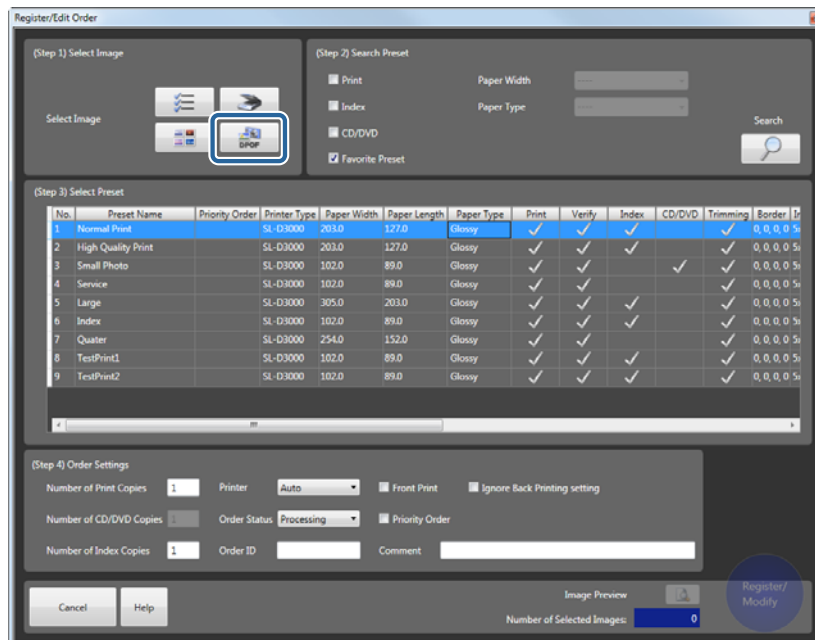 Register/Edit Order
(Step 1) Select Image
Select Image
DPOF
(Step 2) Search Preset
Print
Paper Width
----
Index
Paper Type
----
CD/DVD
Favorite Preset
Search
(Step 3) Select Preset
No. Preset Name Priority Order Printer Type Paper Width Paper Length Paper Type Print Verify Index CD/DVD Trimming Border
1 Normal Print SL-D3000 203.0 127.0 Glossy ✓ ✓ ✓ ✓ 0, 0, 0, 0
2 High Quality Print SL-D3000 203.0 127.0 Glossy ✓ ✓ ✓ ✓ 0, 0, 0, 0
3 Small Photo SL-D3000 102.0 89.0 Glossy ✓ ✓ ✓ ✓ 0, 0, 0, 0
4 Service SL-D3000 102.0 89.0 Glossy ✓ ✓ ✓ 0, 0, 0, 0
5 Large SL-D3000 305.0 203.0 Glossy ✓ ✓ ✓ ✓ 0, 0, 0, 0
6 Index SL-D3000 102.0 89.0 Glossy ✓ ✓ ✓ ✓ 0, 0, 0, 0
7 Quater SL-D3000 254.0 152.0 Glossy ✓ ✓ ✓ 0, 0, 0, 0
8 TestPrint1 SL-D3000 102.0 89.0 Glossy ✓ ✓ ✓ ✓ 0, 0, 0, 0
9 TestPrint2 SL-D3000 102.0 89.0 Glossy ✓ ✓ ✓ ✓ 0, 0, 0, 0
(Step 4) Order Settings
Number of Print Copies 1 Printer Auto Front Print Ignore Back Printing setting
Number of CD/DVD Copies 1 Order Status Processing Priority Order
Number of Index Copies 1 Order ID Comment
Cancel
Help
Image Preview
Number of Selected Images: 0
Register/
Modify